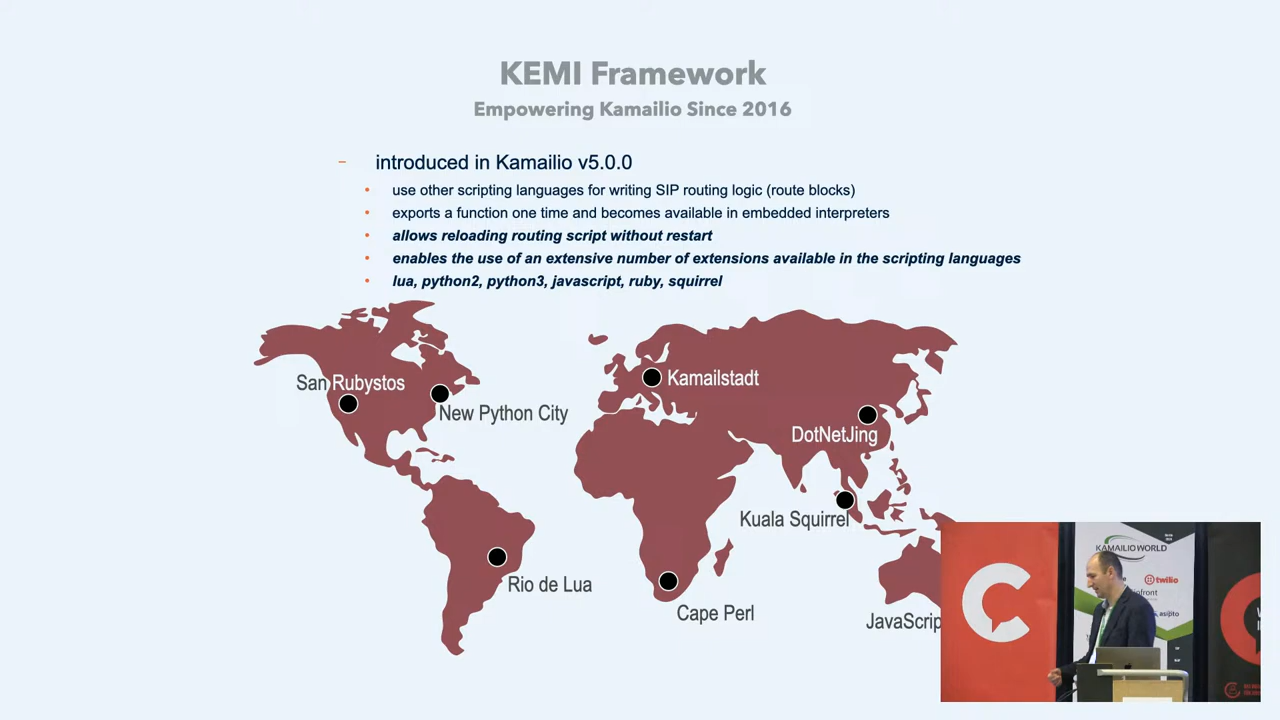 KEMI Framework
Empowering Kamailio Since 2016
– introduced in Kamailio v5.0.0
• use other scripting languages for writing SIP routing logic (route blocks)
• exports a function one time and becomes available in embedded interpreters
• allows reloading routing script without restart
• enables the use of an extensive number of extensions available in the scripting languages
• lua, python2, python3, javascript, ruby, squirrel
San Rubystos
New Python City
Kamailstadt
DotNetJing
Kuala Squirrel
Rio de Lua
Cape Perl
JavaScrip
KAMAILIO WORLD
twilio
asipto